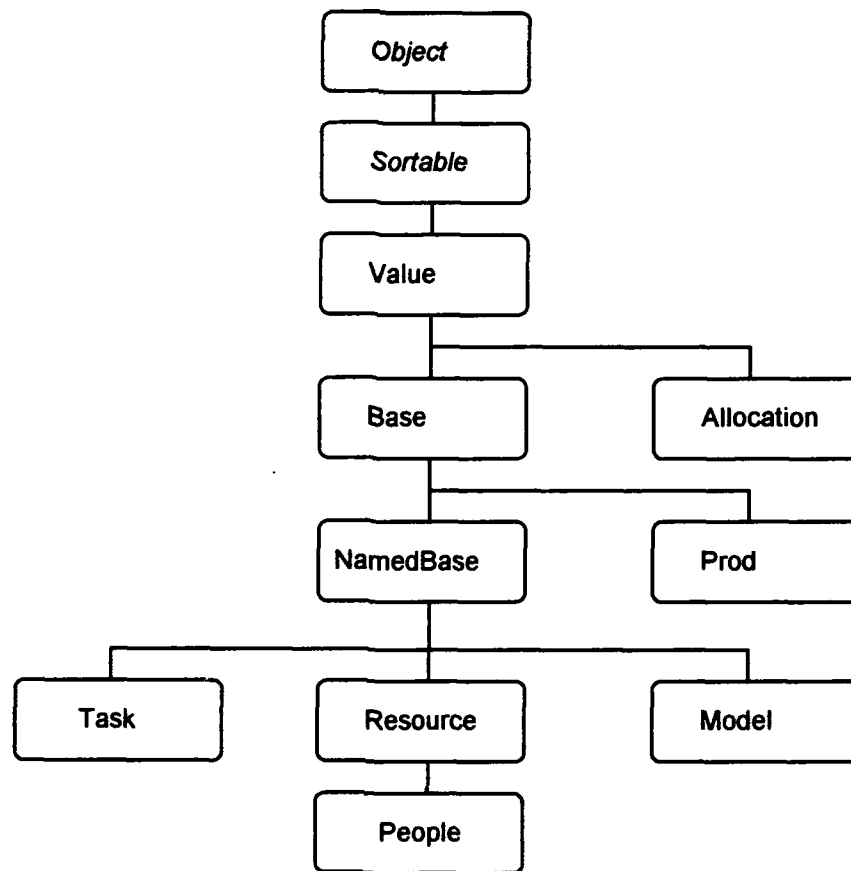 Object
Sortable
Value
Base
Allocation
NamedBase
Prod
Task
Resource
Model
People